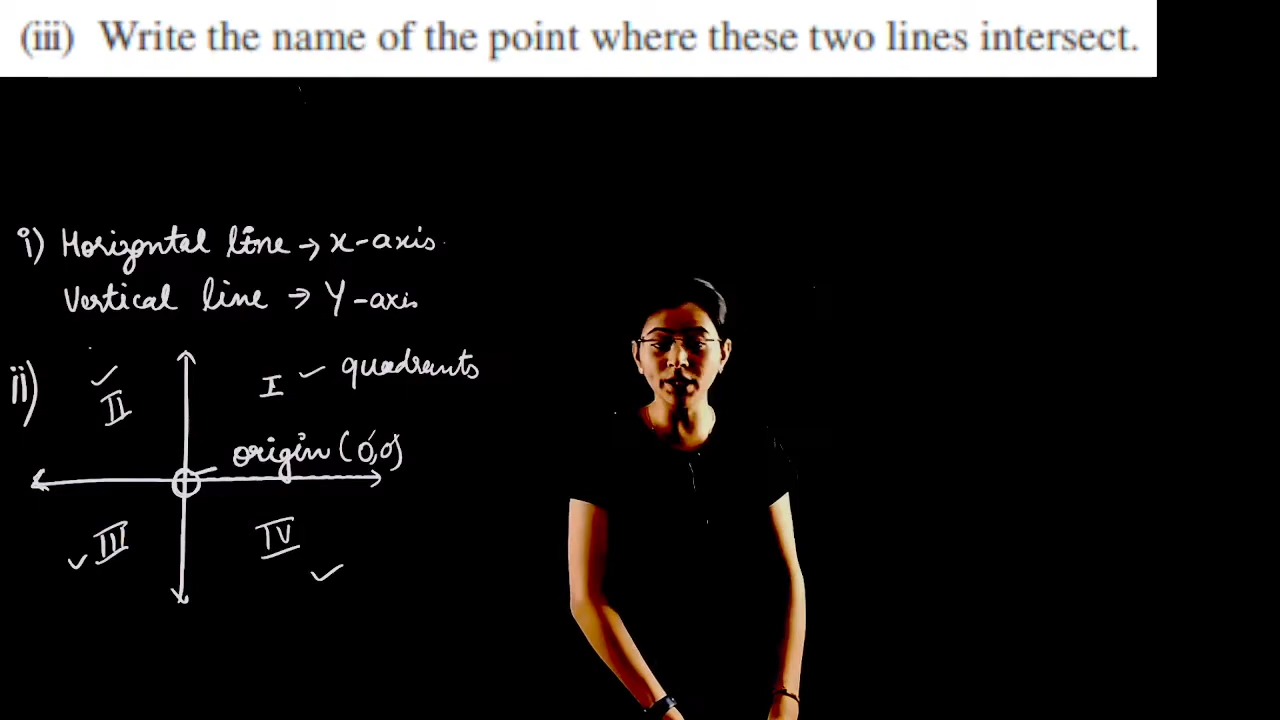 (iii) Write the name of the point where these two lines intersect.
i) Horizontal line → x-axis
Vertical line → Y-axis
ii) II I quadrants
origin (0,0)
III IV